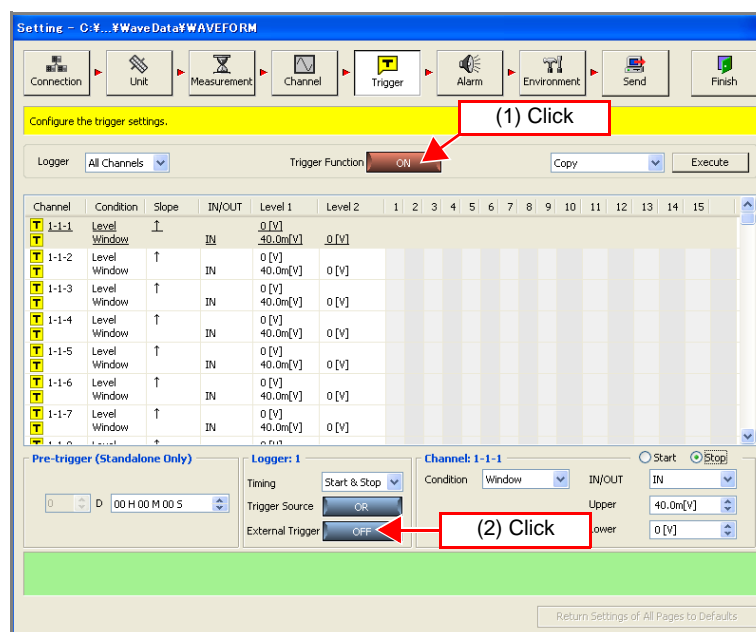 Setting - C:¥...¥WaveData¥WAVEFORM
Connection Unit Measurement Channel Trigger Alarm Environment Send Finish
Configure the trigger settings.
(1) Click
Logger All Channels Trigger Function ON Copy Execute
Channel Condition Slope IN/OUT Level 1 Level 2 1 2 3 4 5 6 7 8 9 10 11 12 13 14 15
T 1-1-1 Level ↑ 0 [V]
T Window IN 40.0m[V] 0 [V]
T 1-1-2 Level ↑ 0 [V]
T Window IN 40.0m[V] 0 [V]
T 1-1-3 Level ↑ 0 [V]
T Window IN 40.0m[V] 0 [V]
T 1-1-4 Level ↑ 0 [V]
T Window IN 40.0m[V] 0 [V]
T 1-1-5 Level ↑ 0 [V]
T Window IN 40.0m[V] 0 [V]
T 1-1-6 Level ↑ 0 [V]
T Window IN 40.0m[V] 0 [V]
T 1-1-7 Level ↑ 0 [V]
T Window IN 40.0m[V] 0 [V]
Pre-trigger (Standalone Only) Logger: 1 Channel: 1-1-1 Start Stop
Timing Start & Stop Condition Window IN/OUT IN
0 D 00 H 00 M 00 S Trigger Source OR Upper 40.0m[V]
External Trigger OFF (2) Click 0 [V]
Return Settings of All Pages to Defaults